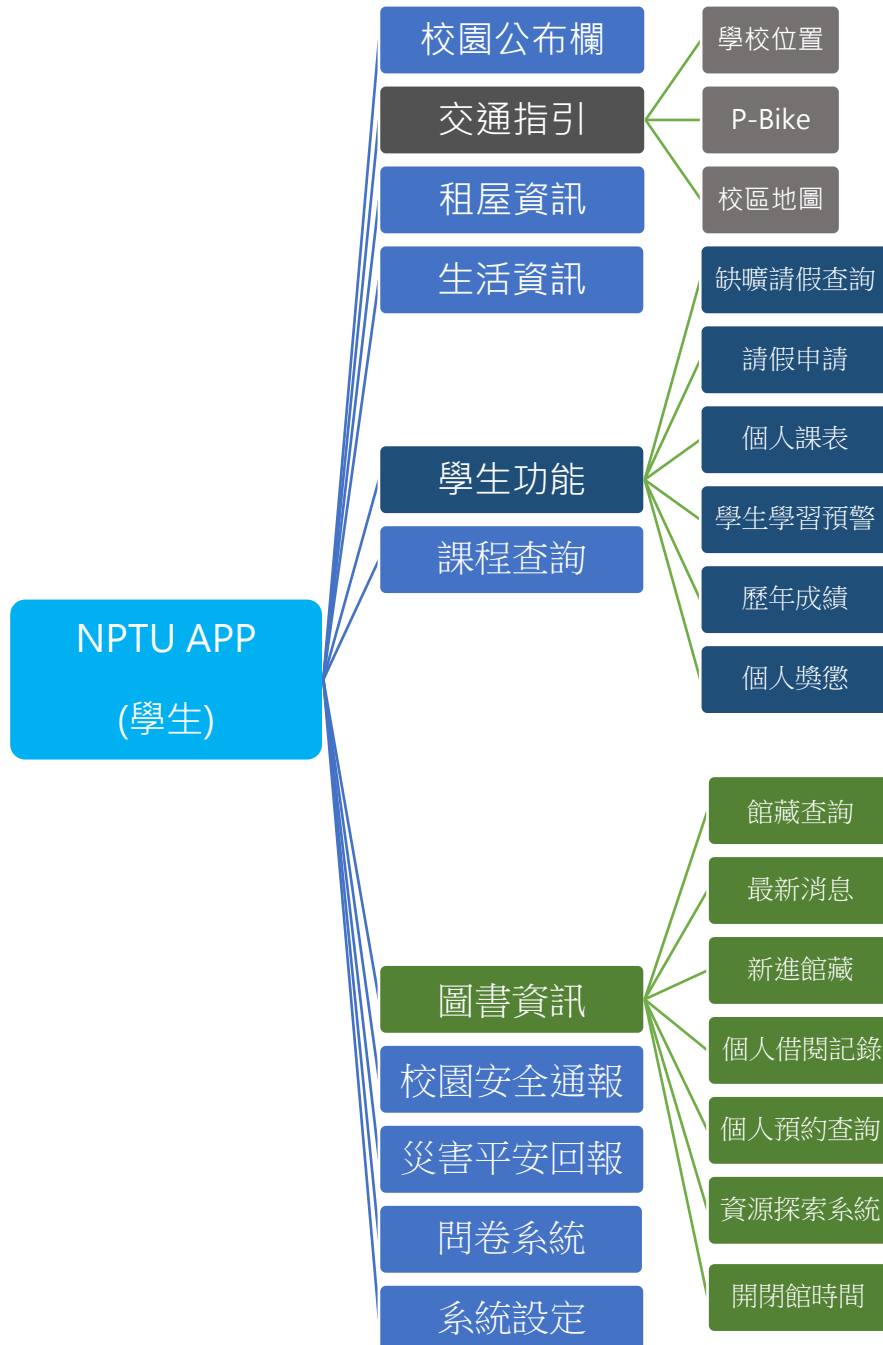 NPTU APP
(學生)
校園公布欄
交通指引
學校位置
P-Bike
校區地圖
租屋資訊
生活資訊
學生功能
缺曠請假查詢
請假申請
個人課表
學生學習預警
歷年成績
個人獎懲
課程查詢
圖書資訊
館藏查詢
最新消息
新進館藏
個人借閱記錄
個人預約查詢
資源探索系統
開閉館時間
校園安全通報
災害平安回報
問卷系統
系統設定